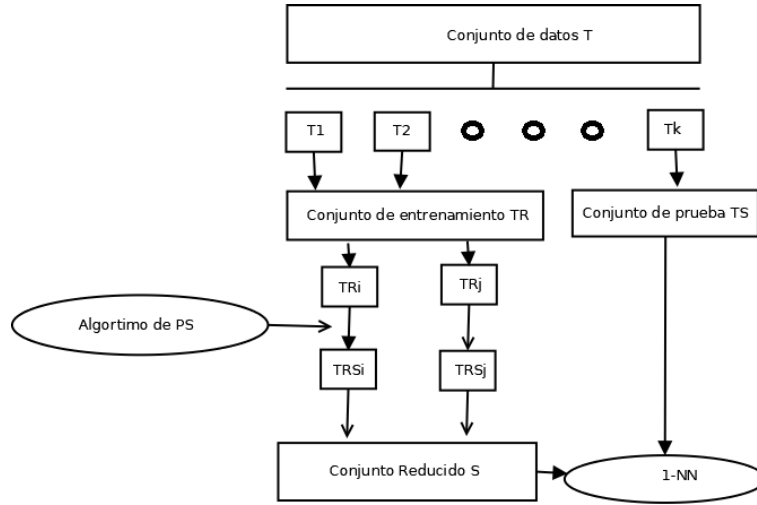 Conjunto de datos T
T1
T2
Tk
Conjunto de entrenamiento TR
Conjunto de prueba TS
TRi
TRj
Algortimo de PS
TRSi
TRSj
Conjunto Reducido S
1-NN